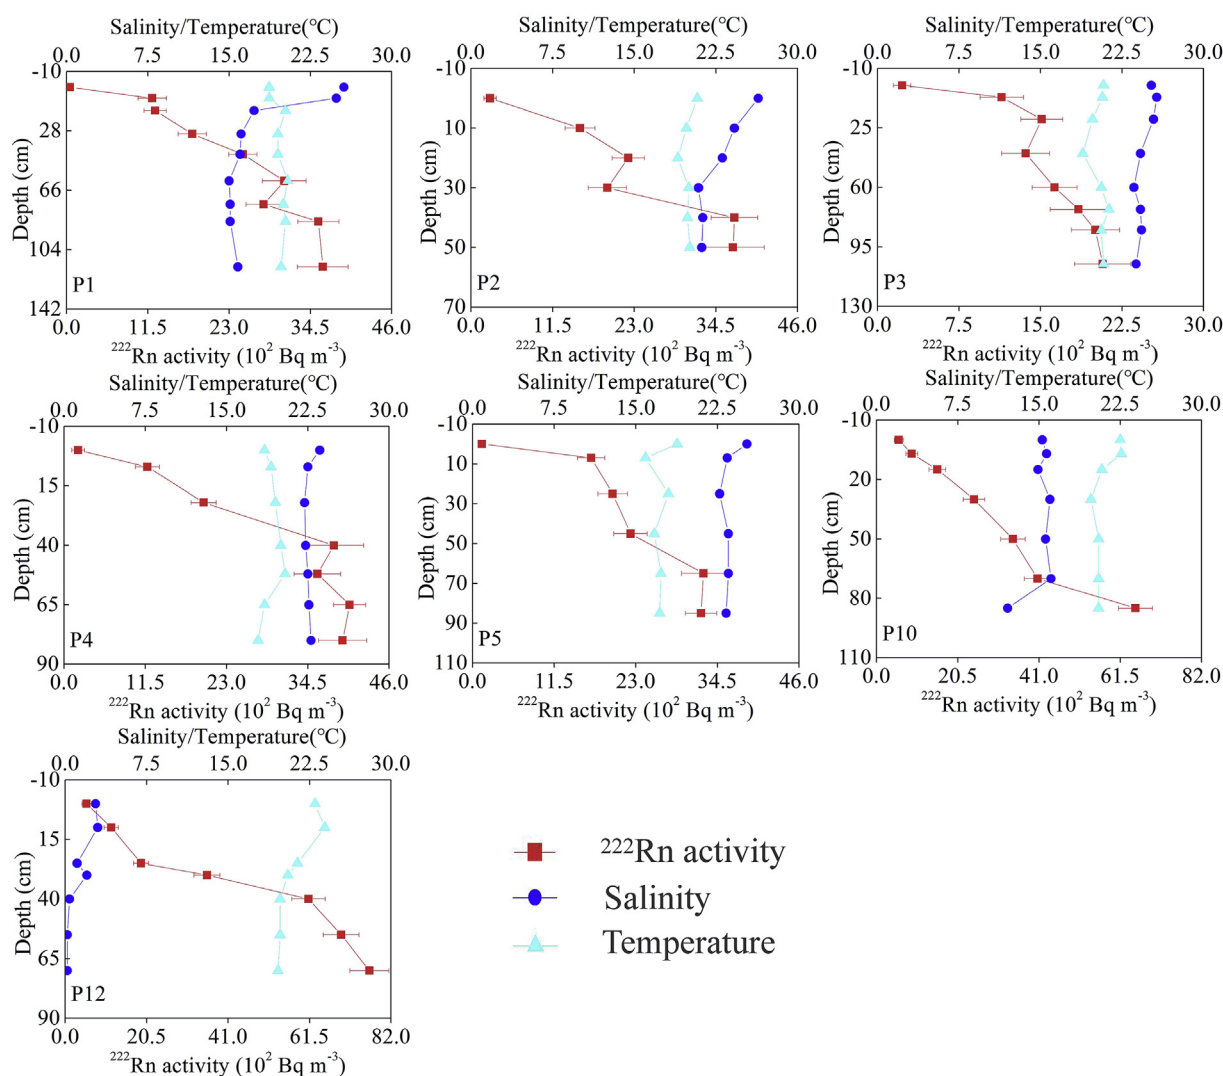 Salinity/Temperature(℃)
0.0 7.5 15.0 22.5 30.0
-10
28
66
104
142
Depth (cm)
P1
0.0 11.5 23.0 34.5 46.0
²²²Rn activity (10² Bq m⁻³)
Salinity/Temperature(℃)
0.0 7.5 15.0 22.5 30.0
-10
10
30
50
70
Depth (cm)
P2
0.0 11.5 23.0 34.5 46.0
²²²Rn activity (10² Bq m⁻³)
Salinity/Temperature(℃)
0.0 7.5 15.0 22.5 30.0
-10
25
60
95
130
Depth (cm)
P3
0.0 7.5 15.0 22.5 30.0
²²²Rn activity (10² Bq m⁻³)
Salinity/Temperature(℃)
0.0 7.5 15.0 22.5 30.0
-10
15
40
65
90
Depth (cm)
P4
0.0 11.5 23.0 34.5 46.0
²²²Rn activity (10² Bq m⁻³)
Salinity/Temperature(℃)
0.0 7.5 15.0 22.5 30.0
-10
10
30
50
70
90
110
Depth (cm)
P5
0.0 11.5 23.0 34.5 46.0
²²²Rn activity (10² Bq m⁻³)
Salinity/Temperature(℃)
0.0 7.5 15.0 22.5 30.0
-10
20
50
80
110
Depth (cm)
P10
0.0 20.5 41.0 61.5 82.0
²²²Rn activity (10² Bq m⁻³)
Salinity/Temperature(℃)
0.0 7.5 15.0 22.5 30.0
-10
15
40
65
90
Depth (cm)
P12
0.0 20.5 41.0 61.5 82.0
²²²Rn activity (10² Bq m⁻³)
²²²Rn activity
Salinity
Temperature